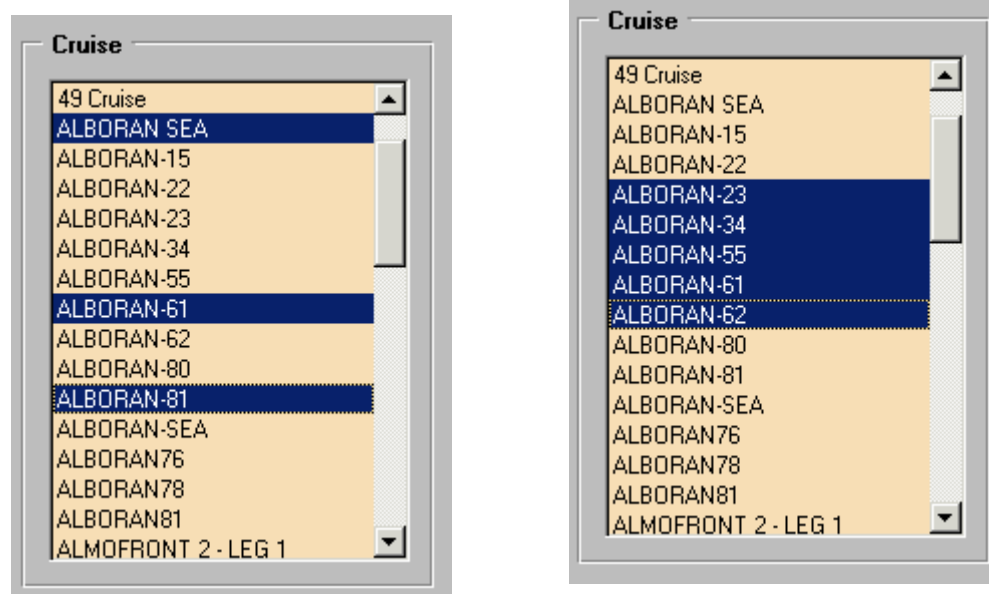 Cruise
49 Cruise
ALBORAN SEA
ALBORAN-15
ALBORAN-22
ALBORAN-23
ALBORAN-34
ALBORAN-55
ALBORAN-61
ALBORAN-62
ALBORAN-80
ALBORAN-81
ALBORAN-SEA
ALBORAN76
ALBORAN78
ALBORAN81
ALMOFRONT 2 - LEG 1
Cruise
49 Cruise
ALBORAN SEA
ALBORAN-15
ALBORAN-22
ALBORAN-23
ALBORAN-34
ALBORAN-55
ALBORAN-61
ALBORAN-62
ALBORAN-80
ALBORAN-81
ALBORAN-SEA
ALBORAN76
ALBORAN78
ALBORAN81
ALMOFRONT 2 - LEG 1